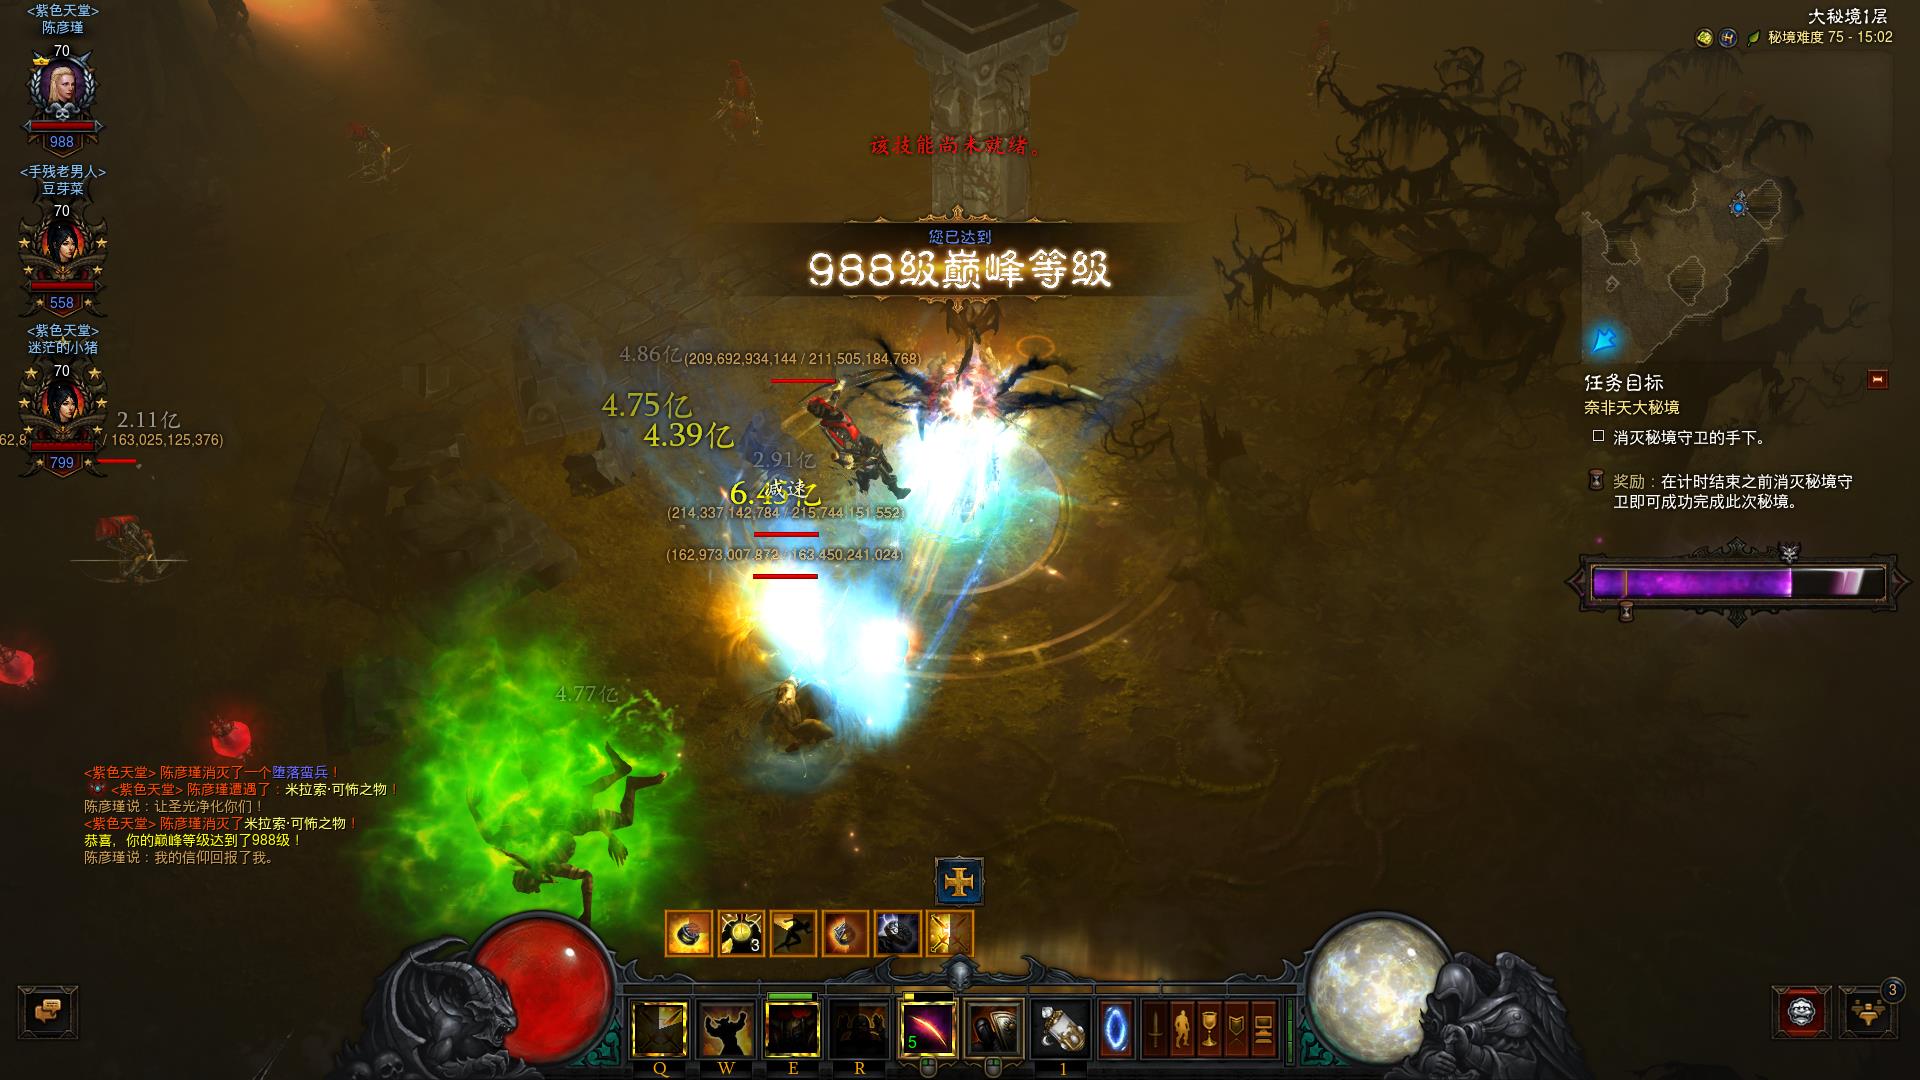 <紫色天堂>
陈彦瑾
70
988
<手残老男人>
豆芽菜
70
558
<紫色天堂>
迷茫的小猪
70
799
2.11亿
/ 163,025,125,376)
大秘境1层
秘境难度 75 - 15:02
该技能尚未就绪。
您已达到
988级巅峰等级
4.86亿
(209,692,934,144 / 211,505,184,768)
4.75亿
4.39亿
2.91亿
减速
(214,337,142,784 / 215,744,151,552)
(162,973,007,872 / 163,450,241,024)
4.77亿
任务目标
奈非天大秘境
消灭秘境守卫的手下。
奖励：在计时结束之前消灭秘境守
卫即可成功完成此次秘境。
<紫色天堂> 陈彦瑾消灭了一个堕落蛮兵！
<紫色天堂> 陈彦瑾遭遇了：米拉索·可怖之物！
陈彦瑾说：让圣光净化你们！
<紫色天堂> 陈彦瑾消灭了米拉索·可怖之物！
恭喜，你的巅峰等级达到了988级！
陈彦瑾说：我的信仰回报了我。
3
5
Q W E R 1
3